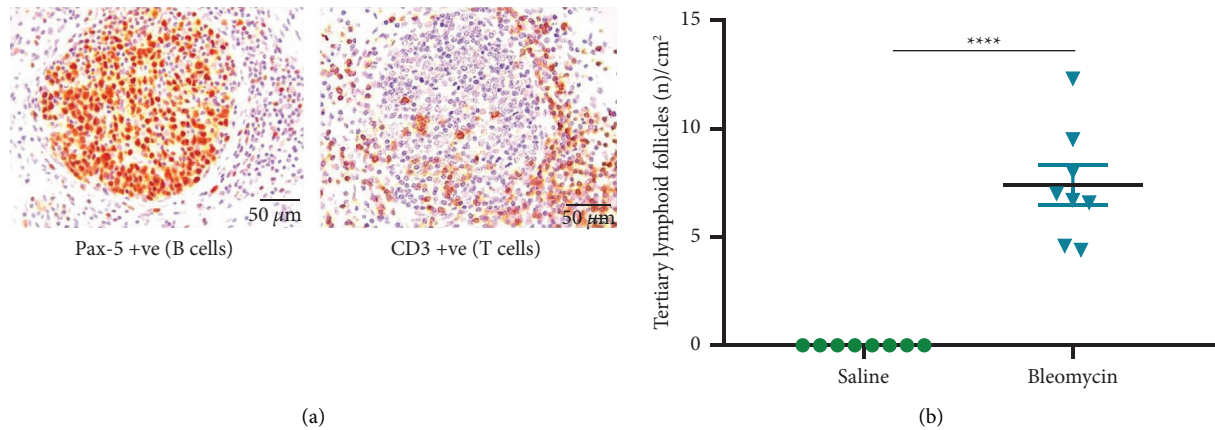 50 µm
50 µm
Pax-5 +ve (B cells)
CD3 +ve (T cells)
(a)
Tertiary lymphoid follicles (n)/cm²
15
10
5
0
****
Saline
Bleomycin
(b)